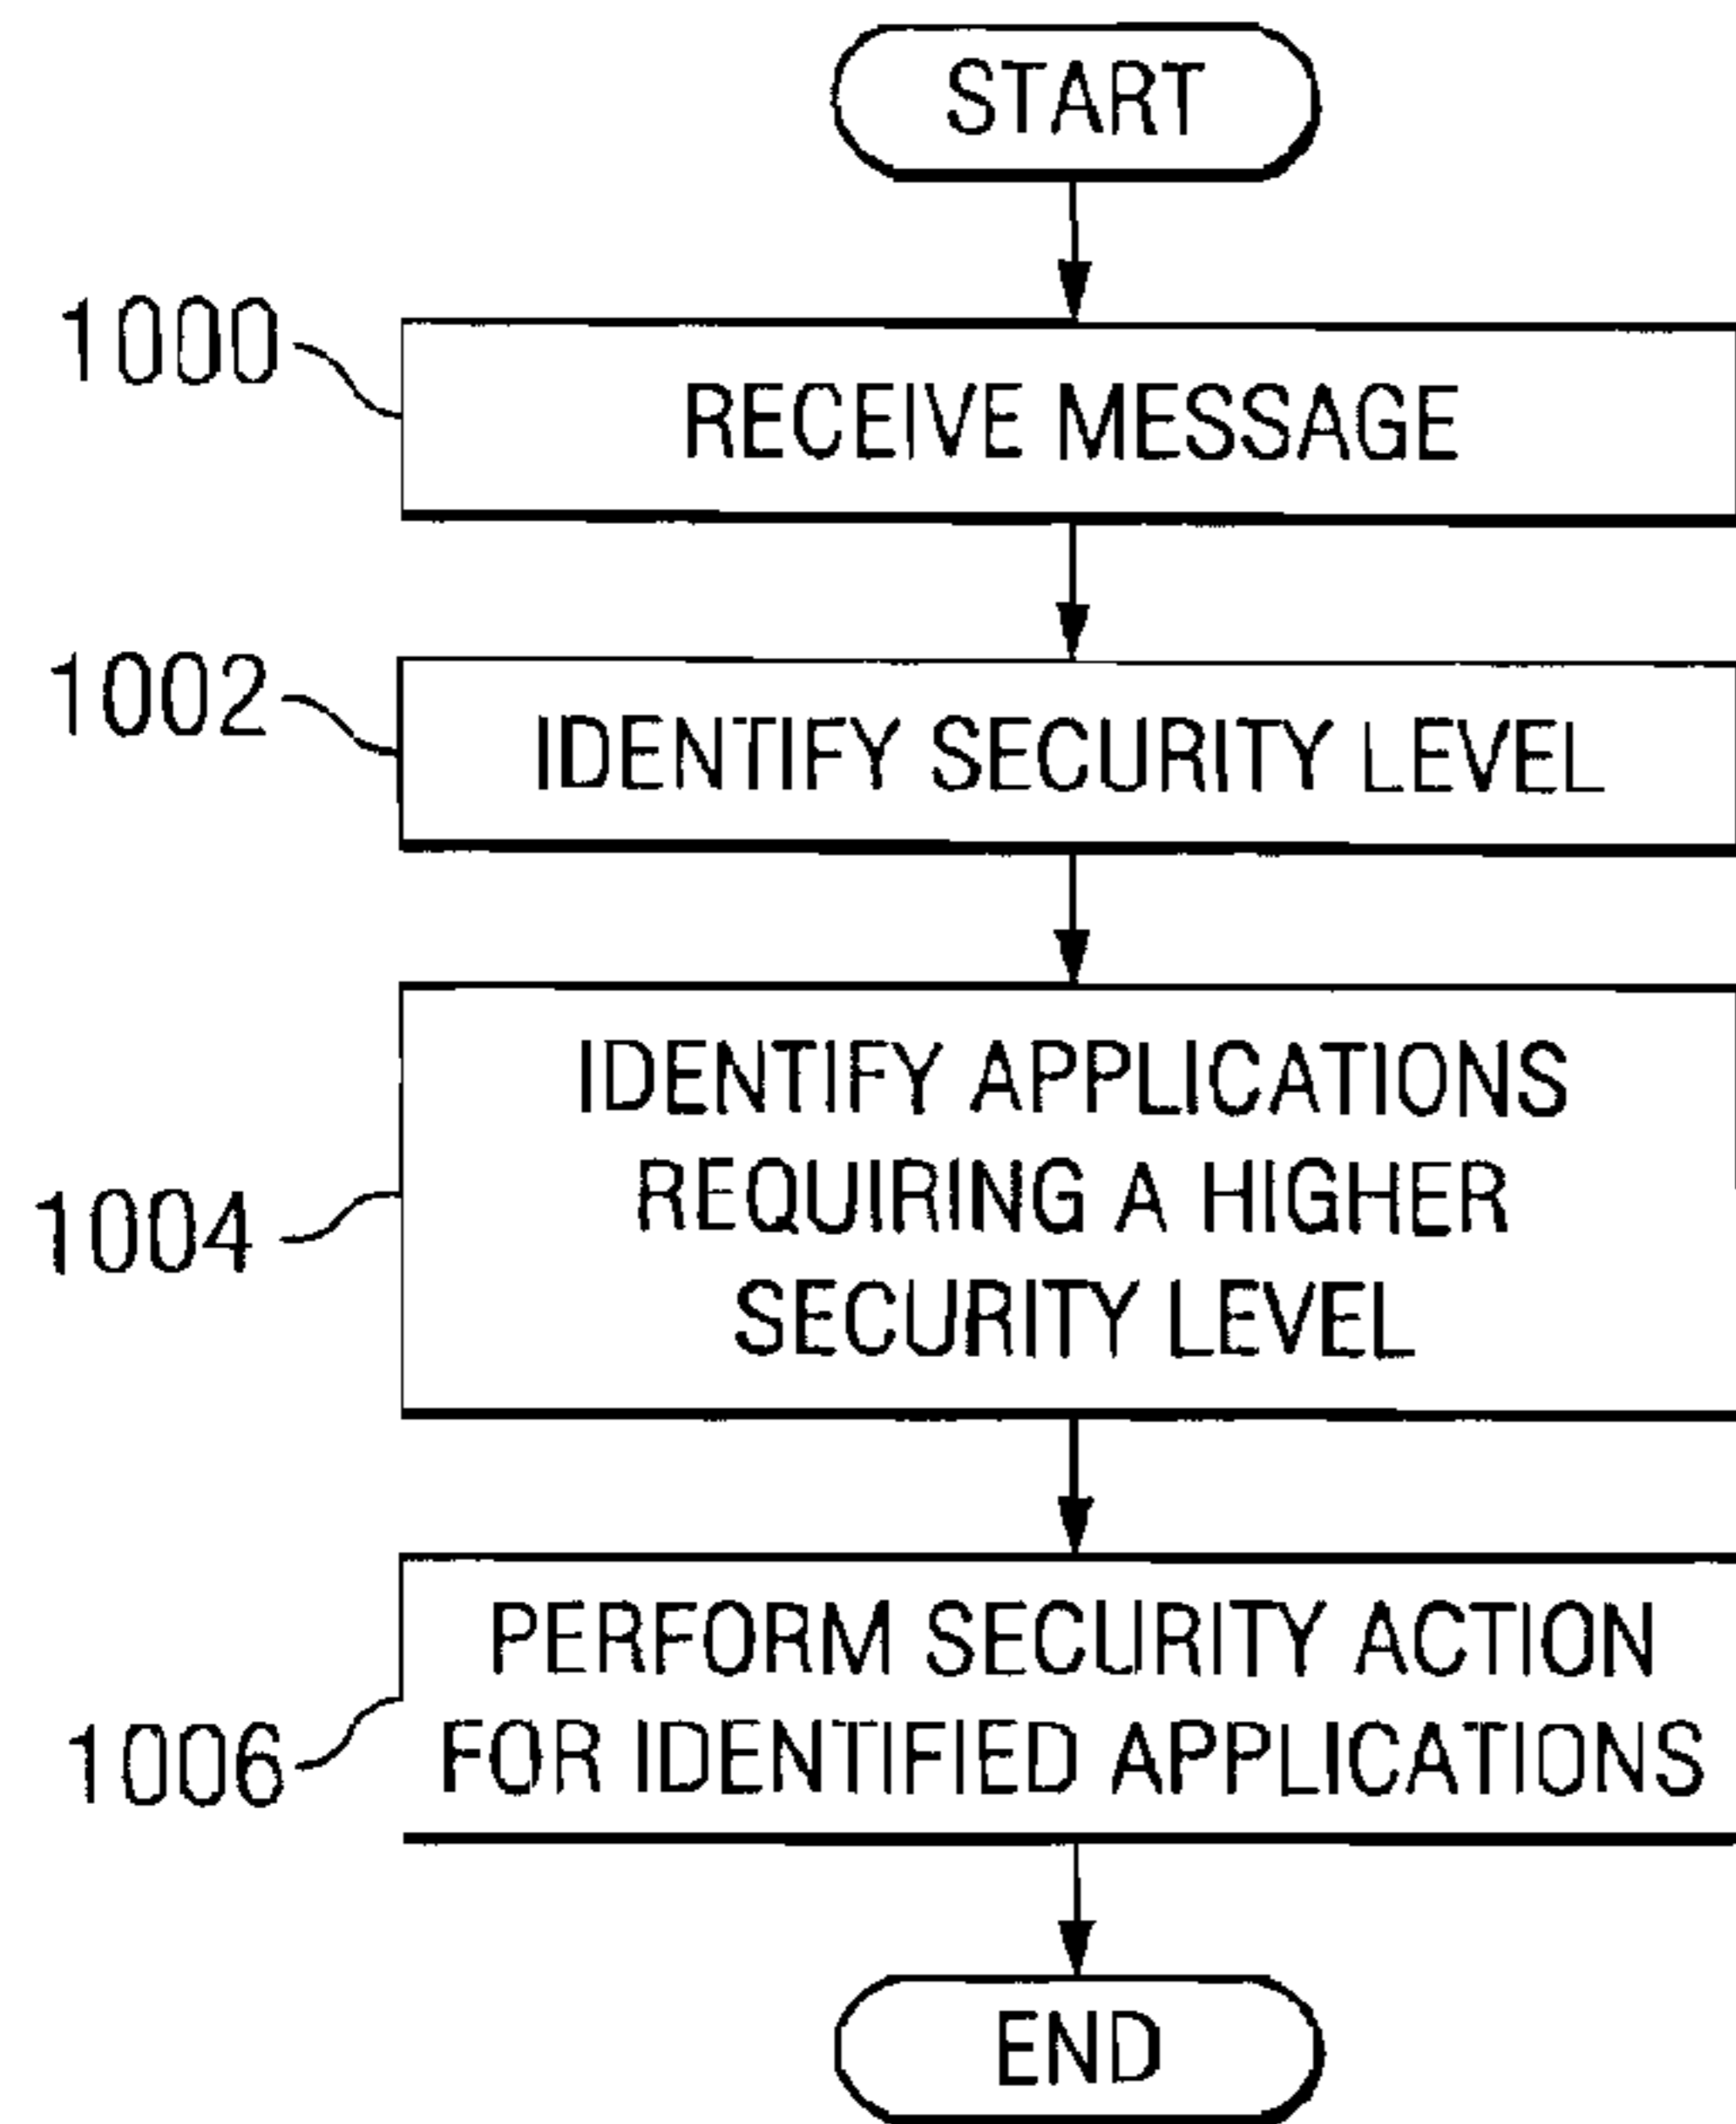 START
1000
RECEIVE MESSAGE
1002
IDENTIFY SECURITY LEVEL
IDENTIFY APPLICATIONS
REQUIRING A HIGHER
1004
SECURITY LEVEL
PERFORM SECURITY ACTION
1006
FOR IDENTIFIED APPLICATIONS
END